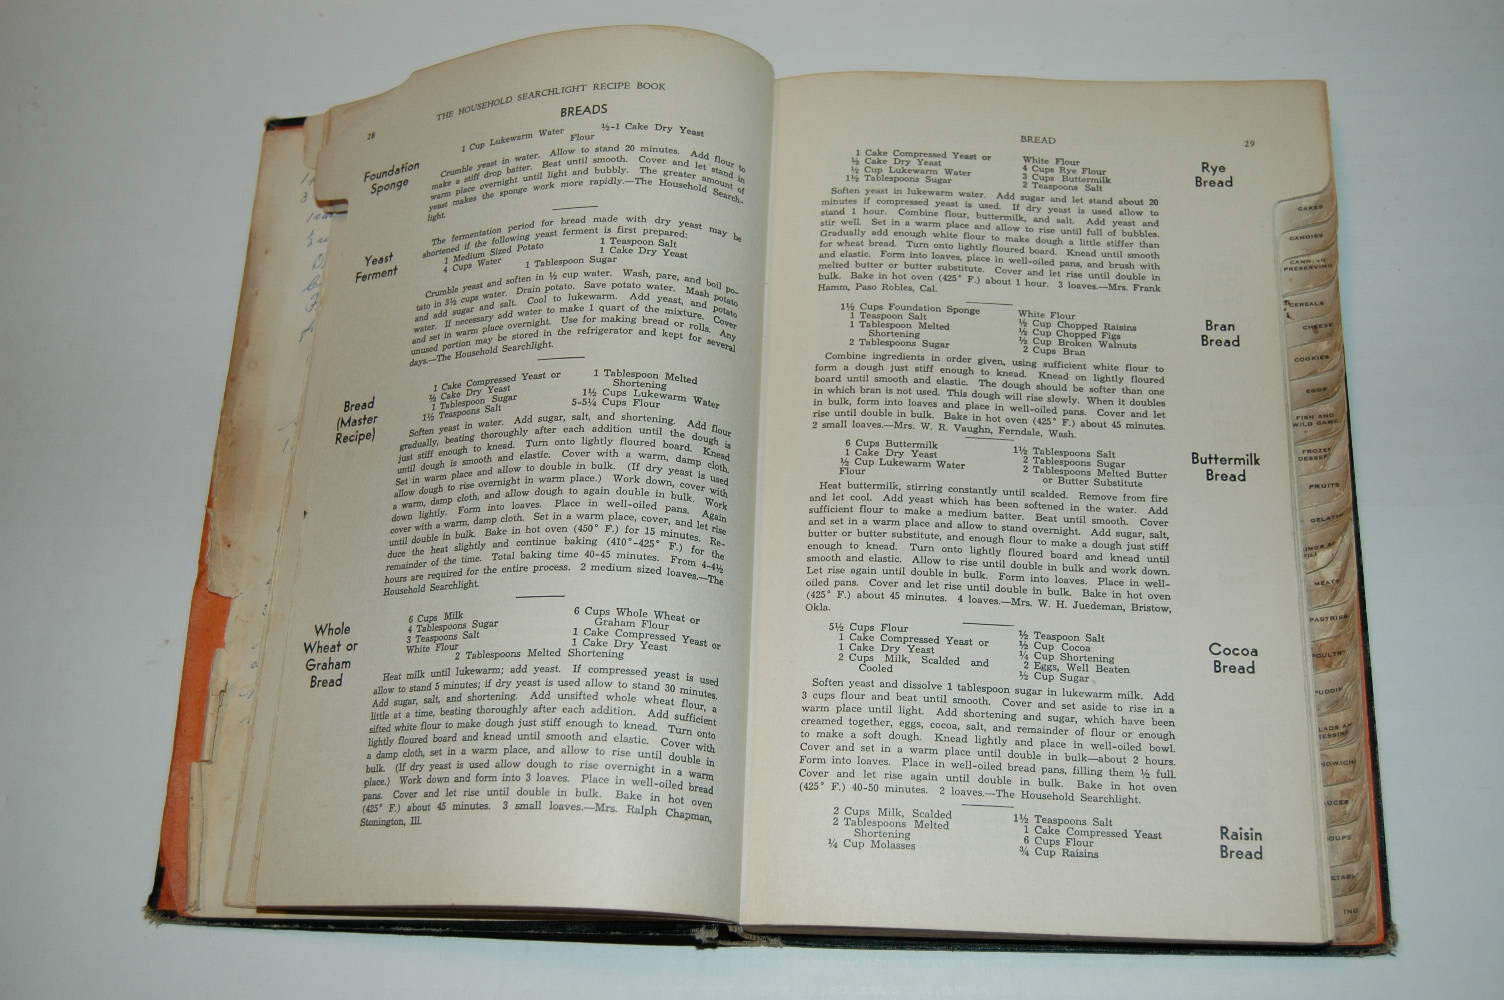 THE HOUSEHOLD SEARCHLIGHT RECIPE BOOK
28
BREADS
Foundation
Sponge
1 Cup Lukewarm Water
½-1 Cake Dry Yeast
Flour
Crumble yeast in water. Allow to stand 20 minutes. Add flour to
make a stiff drop batter. Beat until smooth. Cover and let stand in
warm place overnight until light and bubbly. The greater amount of
yeast makes the sponge work more rapidly.—The Household Search-
light.
Yeast
Ferment
The fermentation period for bread made with dry yeast may be
shortened if the following yeast ferment is first prepared:
1 Medium Sized Potato
4 Cups Water
1 Teaspoon Salt
1 Cake Dry Yeast
1 Tablespoon Sugar
Crumble yeast and soften in ½ cup water. Wash, pare, and boil po-
tato in 3½ cups water. Drain potato. Save potato water. Mash potato
and add sugar and salt. Cool to lukewarm. Add yeast, and potato
water. If necessary add water to make 1 quart of the mixture. Cover
and set in warm place overnight. Use for making bread or rolls. Any
unused portion may be stored in the refrigerator and kept for several
days.—The Household Searchlight.
Bread
(Master
Recipe)
1 Cake Compressed Yeast or
½ Cake Dry Yeast
1 Tablespoon Sugar
1½ Teaspoons Salt
1 Tablespoon Melted
Shortening
1½ Cups Lukewarm Water
5-5¼ Cups Flour
Soften yeast in water. Add sugar, salt, and shortening. Add flour
gradually, beating thoroughly after each addition until the dough is
just stiff enough to knead. Turn onto lightly floured board. Knead
until dough is smooth and elastic. Cover with a warm, damp cloth.
Set in warm place and allow to double in bulk. (If dry yeast is used
allow dough to rise overnight in warm place.) Work down, cover with
a warm, damp cloth, and allow dough to again double in bulk. Work
down lightly. Form into loaves. Place in well-oiled pans. Again
cover with a warm, damp cloth. Set in a warm place, cover, and let rise
until double in bulk. Bake in hot oven (450° F.) for 15 minutes. Re-
duce the heat slightly and continue baking (410°-425° F.) for the
remainder of the time. Total baking time 40-45 minutes. From 4-4½
hours are required for the entire process. 2 medium sized loaves.—The
Household Searchlight.
Whole
Wheat or
Graham
Bread
6 Cups Milk
4 Tablespoons Sugar
3 Teaspoons Salt
White Flour
6 Cups Whole Wheat or
Graham Flour
1 Cake Compressed Yeast or
1 Cake Dry Yeast
2 Tablespoons Melted Shortening
Heat milk until lukewarm; add yeast. If compressed yeast is used
allow to stand 5 minutes; if dry yeast is used allow to stand 30 minutes.
Add sugar, salt, and shortening. Add unsifted whole wheat flour, a
little at a time, beating thoroughly after each addition. Add sufficient
sifted white flour to make dough just stiff enough to knead. Turn onto
lightly floured board and knead until smooth and elastic. Cover with
a damp cloth, set in a warm place, and allow to rise until double in
bulk. (If dry yeast is used allow dough to rise overnight in a warm
place.) Work down and form into 3 loaves. Place in well-oiled bread
pans. Cover and let rise until double in bulk. Bake in hot oven
(425° F.) about 45 minutes. 3 small loaves.—Mrs. Ralph Chapman,
Stonington, Ill.
BREAD
29
Rye
Bread
1 Cake Compressed Yeast or
½ Cake Dry Yeast
½ Cup Lukewarm Water
1½ Tablespoons Sugar
White Flour
4 Cups Rye Flour
3 Cups Buttermilk
2 Teaspoons Salt
Soften yeast in lukewarm water. Add sugar and let stand about 20
minutes if compressed yeast is used. If dry yeast is used allow to
stand 1 hour. Combine flour, buttermilk, and salt. Add yeast and
stir well. Set in a warm place and allow to rise until full of bubbles.
Gradually add enough white flour to make dough a little stiffer than
for wheat bread. Turn onto lightly floured board. Knead until smooth
and elastic. Form into loaves, place in well-oiled pans, and brush with
melted butter or butter substitute. Cover and let rise until double in
bulk. Bake in hot oven (425° F.) about 1 hour. 3 loaves.—Mrs. Frank
Hamm, Paso Robles, Cal.
Bran
Bread
1½ Cups Foundation Sponge
1 Teaspoon Salt
1 Tablespoon Melted
Shortening
2 Tablespoons Sugar
White Flour
½ Cup Chopped Raisins
½ Cup Chopped Figs
½ Cup Broken Walnuts
2 Cups Bran
Combine ingredients in order given, using sufficient white flour to
form a dough just stiff enough to knead. Knead on lightly floured
board until smooth and elastic. The dough should be softer than one
in which bran is not used. This dough will rise slowly. When it doubles
in bulk, form into loaves and place in well-oiled pans. Cover and let
rise until double in bulk. Bake in hot oven (425° F.) about 45 minutes.
2 small loaves.—Mrs. W. R. Vaughn, Ferndale, Wash.
Buttermilk
Bread
6 Cups Buttermilk
1 Cake Dry Yeast
½ Cup Lukewarm Water
Flour
1½ Tablespoons Salt
2 Tablespoons Sugar
2 Tablespoons Melted Butter
or Butter Substitute
Heat buttermilk, stirring constantly until scalded. Remove from fire
and let cool. Add yeast which has been softened in the water. Add
sufficient flour to make a medium batter. Beat until smooth. Cover
and set in a warm place and allow to stand overnight. Add sugar, salt,
butter or butter substitute, and enough flour to make a dough just stiff
enough to knead. Turn onto lightly floured board and knead until
smooth and elastic. Allow to rise until double in bulk and work down.
Let rise again until double in bulk. Form into loaves. Place in well-
oiled pans. Cover and let rise until double in bulk. Bake in hot oven
(425° F.) about 45 minutes. 4 loaves.—Mrs. W. H. Juedeman, Bristow,
Okla.
Cocoa
Bread
5½ Cups Flour
1 Cake Compressed Yeast or
1 Cake Dry Yeast
2 Cups Milk, Scalded and
Cooled
½ Teaspoon Salt
½ Cup Cocoa
¼ Cup Shortening
2 Eggs, Well Beaten
½ Cup Sugar
Soften yeast and dissolve 1 tablespoon sugar in lukewarm milk. Add
3 cups flour and beat until smooth. Cover and set aside to rise in a
warm place until light. Add shortening and sugar, which have been
creamed together, eggs, cocoa, salt, and remainder of flour or enough
to make a soft dough. Knead lightly and place in well-oiled bowl.
Cover and set in a warm place until double in bulk—about 2 hours.
Form into loaves. Place in well-oiled bread pans, filling them ½ full.
Cover and let rise again until double in bulk. Bake in hot oven
(425° F.) 40-50 minutes. 2 loaves.—The Household Searchlight.
Raisin
Bread
2 Cups Milk, Scalded
2 Tablespoons Melted
Shortening
¼ Cup Molasses
1½ Teaspoons Salt
1 Cake Compressed Yeast
6 Cups Flour
¾ Cup Raisins
CAKES
CANDIES
PRESERVING
CEREALS
CHEESE
COOKIES
EGGS
FISH AND
WILD GAME
FROZEN
FRUITS
GELATIN
MEATS